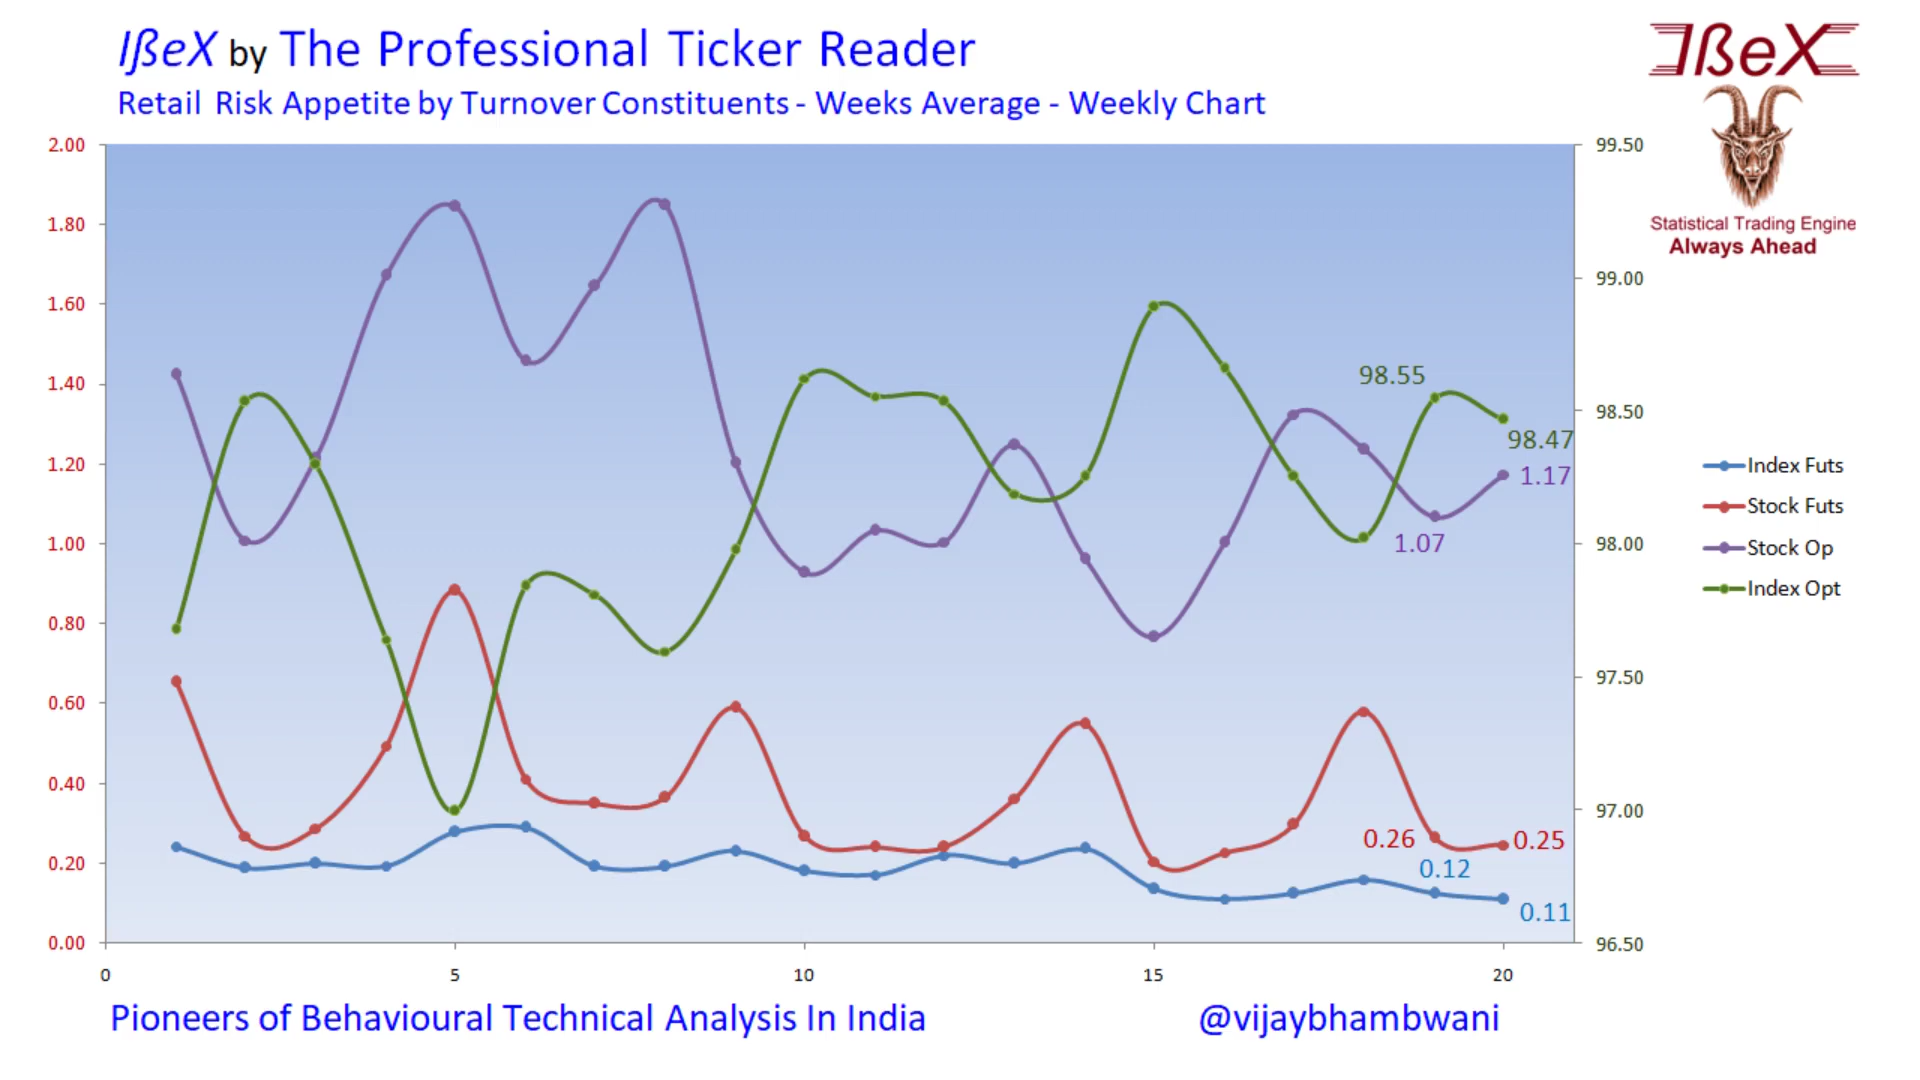 IßeX by The Professional Ticker Reader
Retail Risk Appetite by Turnover Constituents - Weeks Average - Weekly Chart
IßeX
Statistical Trading Engine
Always Ahead
2.00
1.80
1.60
1.40
1.20
1.00
0.80
0.60
0.40
0.20
0.00
99.50
99.00
98.50
98.00
97.50
97.00
96.50
98.55
98.47
1.17
1.07
0.26
0.25
0.12
0.11
Index Futs
Stock Futs
Stock Op
Index Opt
0 5 10 15 20
Pioneers of Behavioural Technical Analysis In India @vijaybhambwani